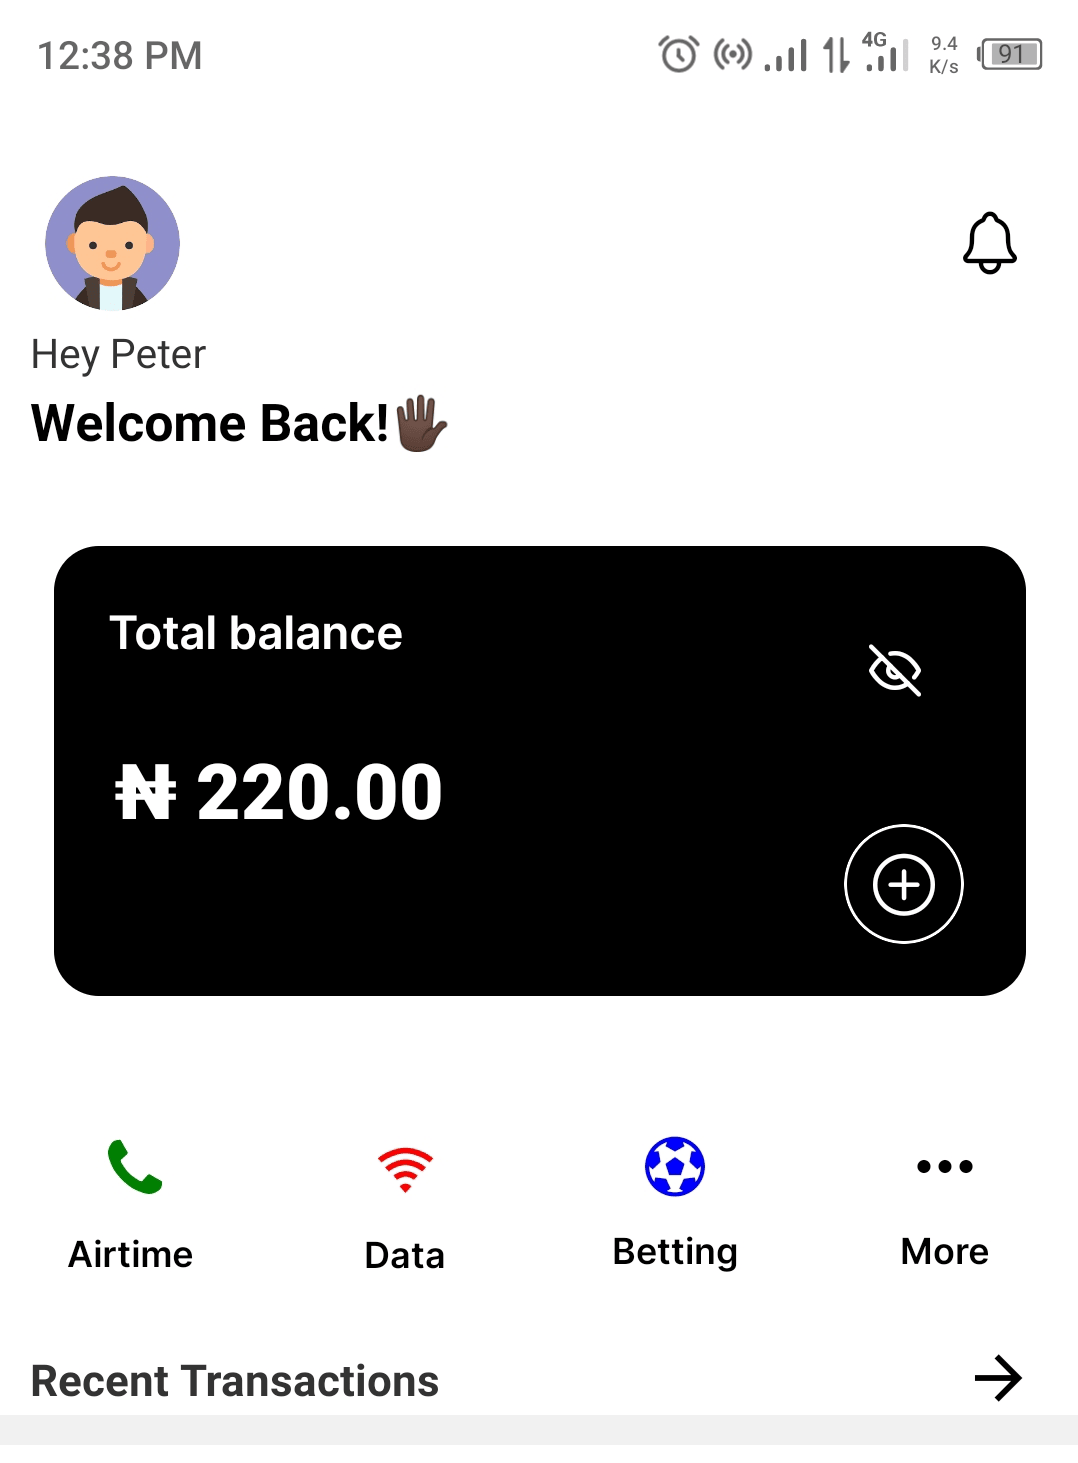 12:38 PM
4G
9.4
K/s
91
Hey Peter
Welcome Back!🖐🏿
Total balance
₦ 220.00
Airtime
Data
Betting
More
Recent Transactions